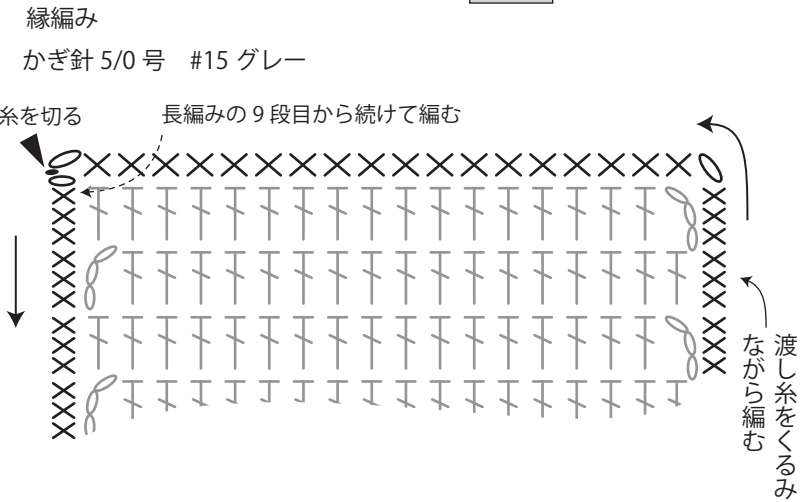 縁編み
かぎ針 5/0 号　#15 グレー
糸を切る
長編みの 9 段目から続けて編む
渡し糸をくるみ
ながら編む